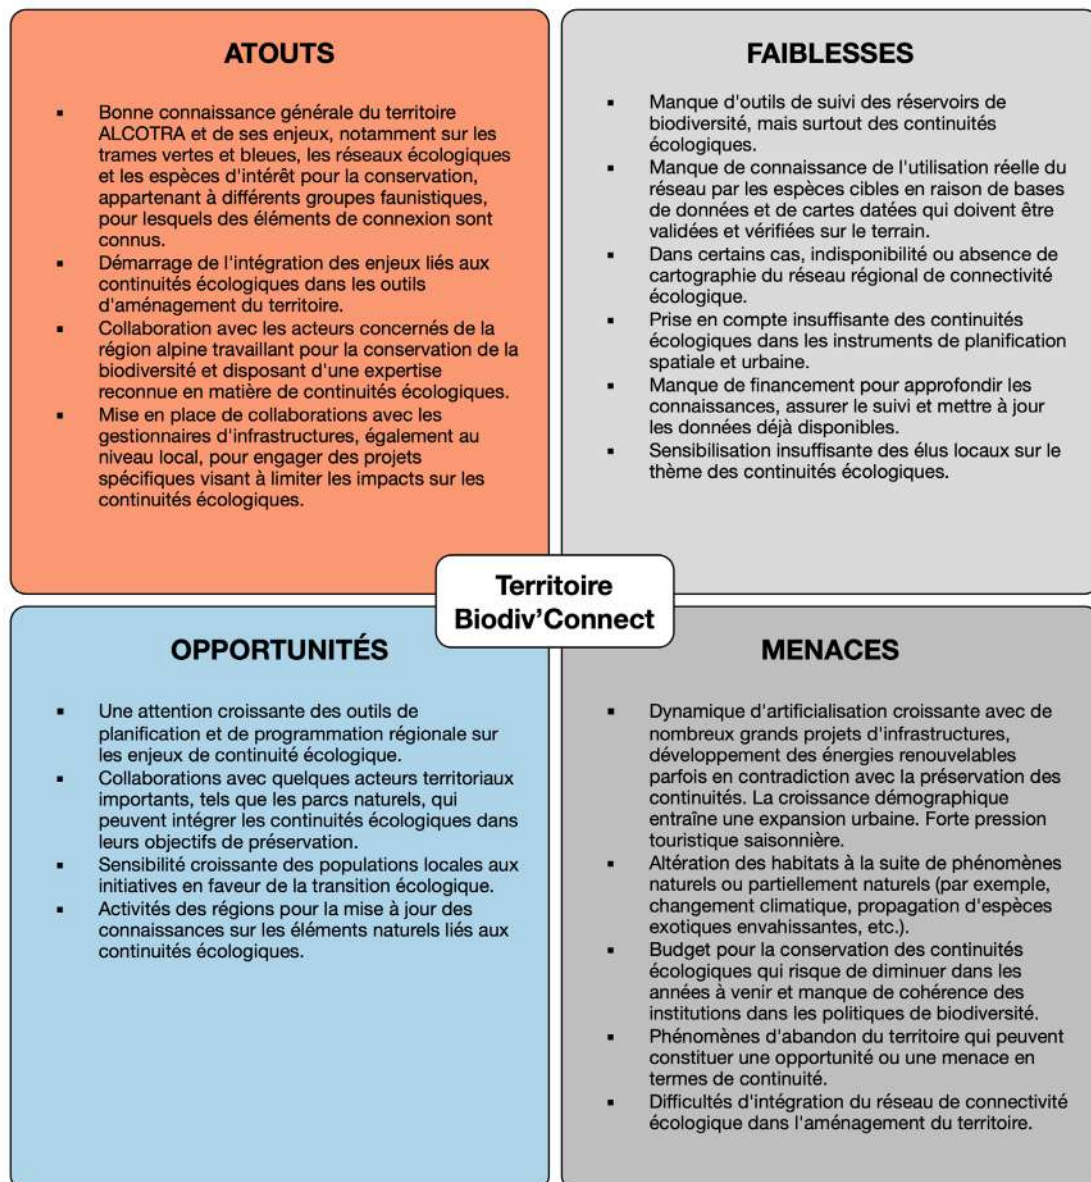 ATOUTS
▪ Bonne connaissance générale du territoire
ALCOTRA et de ses enjeux, notamment sur les
trames vertes et bleues, les réseaux écologiques
et les espèces d'intérêt pour la conservation,
appartenant à différents groupes faunistiques,
pour lesquels des éléments de connexion sont
connus.
▪ Démarrage de l'intégration des enjeux liés aux
continuités écologiques dans les outils
d'aménagement du territoire.
▪ Collaboration avec les acteurs concernés de la
région alpine travaillant pour la conservation de la
biodiversité et disposant d'une expertise
reconnue en matière de continuités écologiques.
▪ Mise en place de collaborations avec les
gestionnaires d'infrastructures, également au
niveau local, pour engager des projets
spécifiques visant à limiter les impacts sur les
continuités écologiques.
FAIBLESSES
▪ Manque d'outils de suivi des réservoirs de
biodiversité, mais surtout des continuités
écologiques.
▪ Manque de connaissance de l'utilisation réelle du
réseau par les espèces cibles en raison de bases
de données et de cartes datées qui doivent être
validées et vérifiées sur le terrain.
▪ Dans certains cas, indisponibilité ou absence de
cartographie du réseau régional de connectivité
écologique.
▪ Prise en compte insuffisante des continuités
écologiques dans les instruments de planification
spatiale et urbaine.
▪ Manque de financement pour approfondir les
connaissances, assurer le suivi et mettre à jour
les données déjà disponibles.
▪ Sensibilisation insuffisante des élus locaux sur le
thème des continuités écologiques.
Territoire
Biodiv'Connect
OPPORTUNITÉS
▪ Une attention croissante des outils de
planification et de programmation régionale sur
les enjeux de continuité écologique.
▪ Collaborations avec quelques acteurs territoriaux
importants, tels que les parcs naturels, qui
peuvent intégrer les continuités écologiques dans
leurs objectifs de préservation.
▪ Sensibilité croissante des populations locales aux
initiatives en faveur de la transition écologique.
▪ Activités des régions pour la mise à jour des
connaissances sur les éléments naturels liés aux
continuités écologiques.
MENACES
▪ Dynamique d'artificialisation croissante avec de
nombreux grands projets d'infrastructures,
développement des énergies renouvelables
parfois en contradiction avec la préservation des
continuités. La croissance démographique
entraîne une expansion urbaine. Forte pression
touristique saisonnière.
▪ Altération des habitats à la suite de phénomènes
naturels ou partiellement naturels (par exemple,
changement climatique, propagation d'espèces
exotiques envahissantes, etc.).
▪ Budget pour la conservation des continuités
écologiques qui risque de diminuer dans les
années à venir et manque de cohérence des
institutions dans les politiques de biodiversité.
▪ Phénomènes d'abandon du territoire qui peuvent
constituer une opportunité ou une menace en
termes de continuité.
▪ Difficultés d'intégration du réseau de connectivité
écologique dans l'aménagement du territoire.